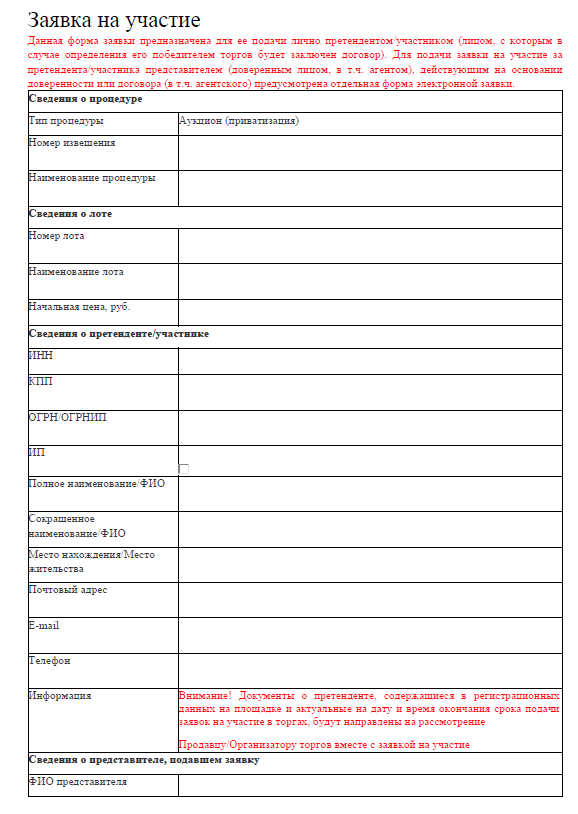 Заявка на участие
Данная форма заявки предназначена для ее подачи лично претендентом/участником (лицом, с которым в
случае определения его победителем торгов будет заключен договор). Для подачи заявки на участие за
претендента/участника представителем (доверенным лицом, в т.ч. агентом), действующим на основании
доверенности или договора (в т.ч. агентского) предусмотрена отдельная форма электронной заявки.
Сведения о процедуре
Тип процедуры Аукцион (приватизация)
Номер извещения
Наименование процедуры
Сведения о лоте
Номер лота
Наименование лота
Начальная цена, руб.
Сведения о претенденте/участнике
ИНН
КПП
ОГРН/ОГРНИП
ИП
Полное наименование/ФИО
Сокращенное
наименование/ФИО
Место нахождения/Место
жительства
Почтовый адрес
E-mail
Телефон
Информация Внимание! Документы о претенденте, содержащиеся в регистрационных
данных на площадке и актуальные на дату и время окончания срока подачи
заявок на участие в торгах, будут направлены на рассмотрение
Продавцу/Организатору торгов вместе с заявкой на участие
Сведения о представителе, подавшем заявку
ФИО представителя